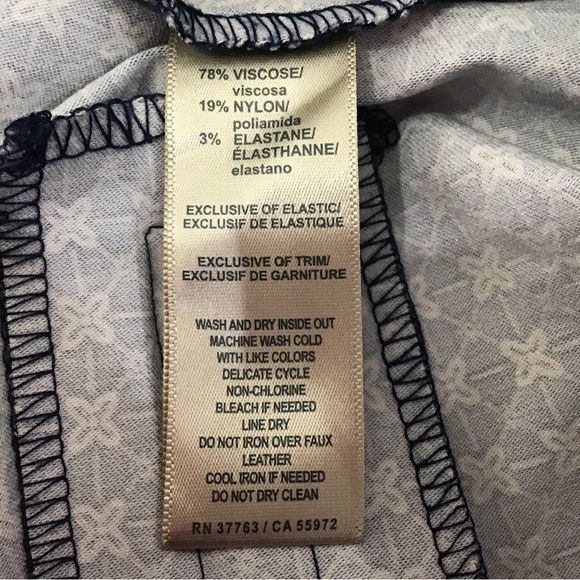 78% VISCOSE/
viscosa
19% NYLON/
poliamida
3% ELASTANE/
ÉLASTHANNE/
elastano
EXCLUSIVE OF ELASTIC/
EXCLUSIF DE ELASTIQUE
EXCLUSIVE OF TRIM/
EXCLUSIF DE GARNITURE
WASH AND DRY INSIDE OUT
MACHINE WASH COLD
WITH LIKE COLORS
DELICATE CYCLE
NON-CHLORINE
BLEACH IF NEEDED
LINE DRY
DO NOT IRON OVER FAUX
LEATHER
COOL IRON IF NEEDED
DO NOT DRY CLEAN
RN 37763 / CA 55972